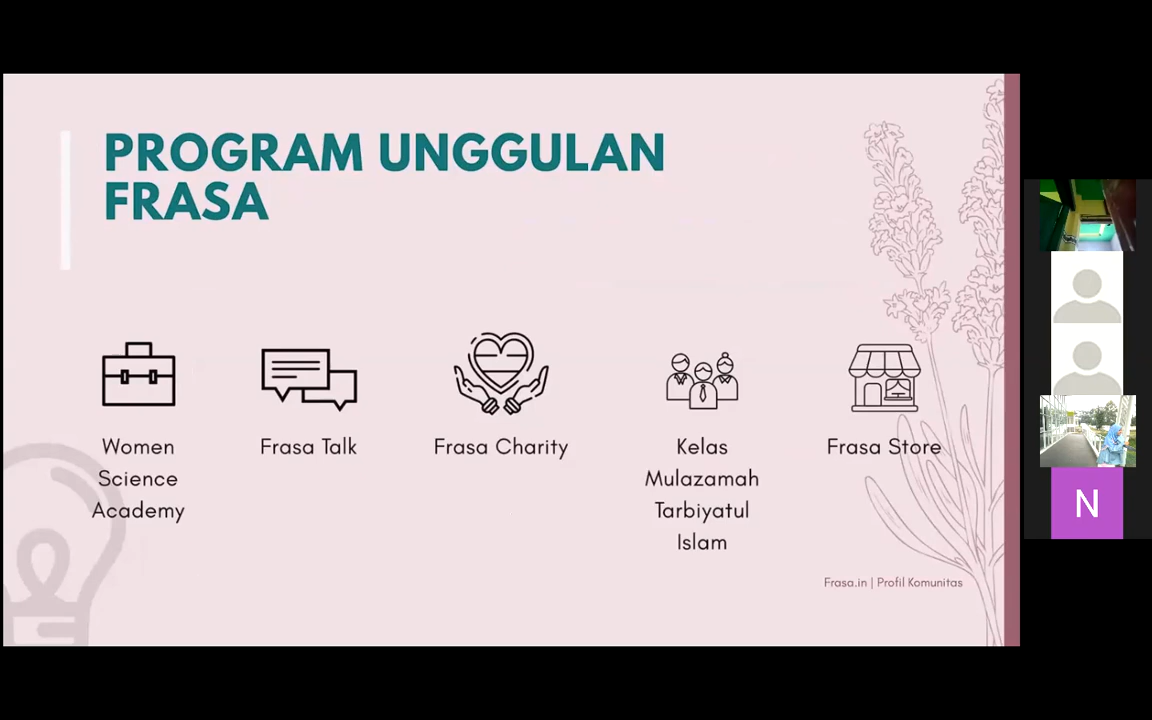 PROGRAM UNGGULAN
FRASA
Women
Science
Academy
Frasa Talk
Frasa Charity
Kelas
Mulazamah
Tarbiyatul
Islam
Frasa Store
Frasa.in | Profil Komunitas
N